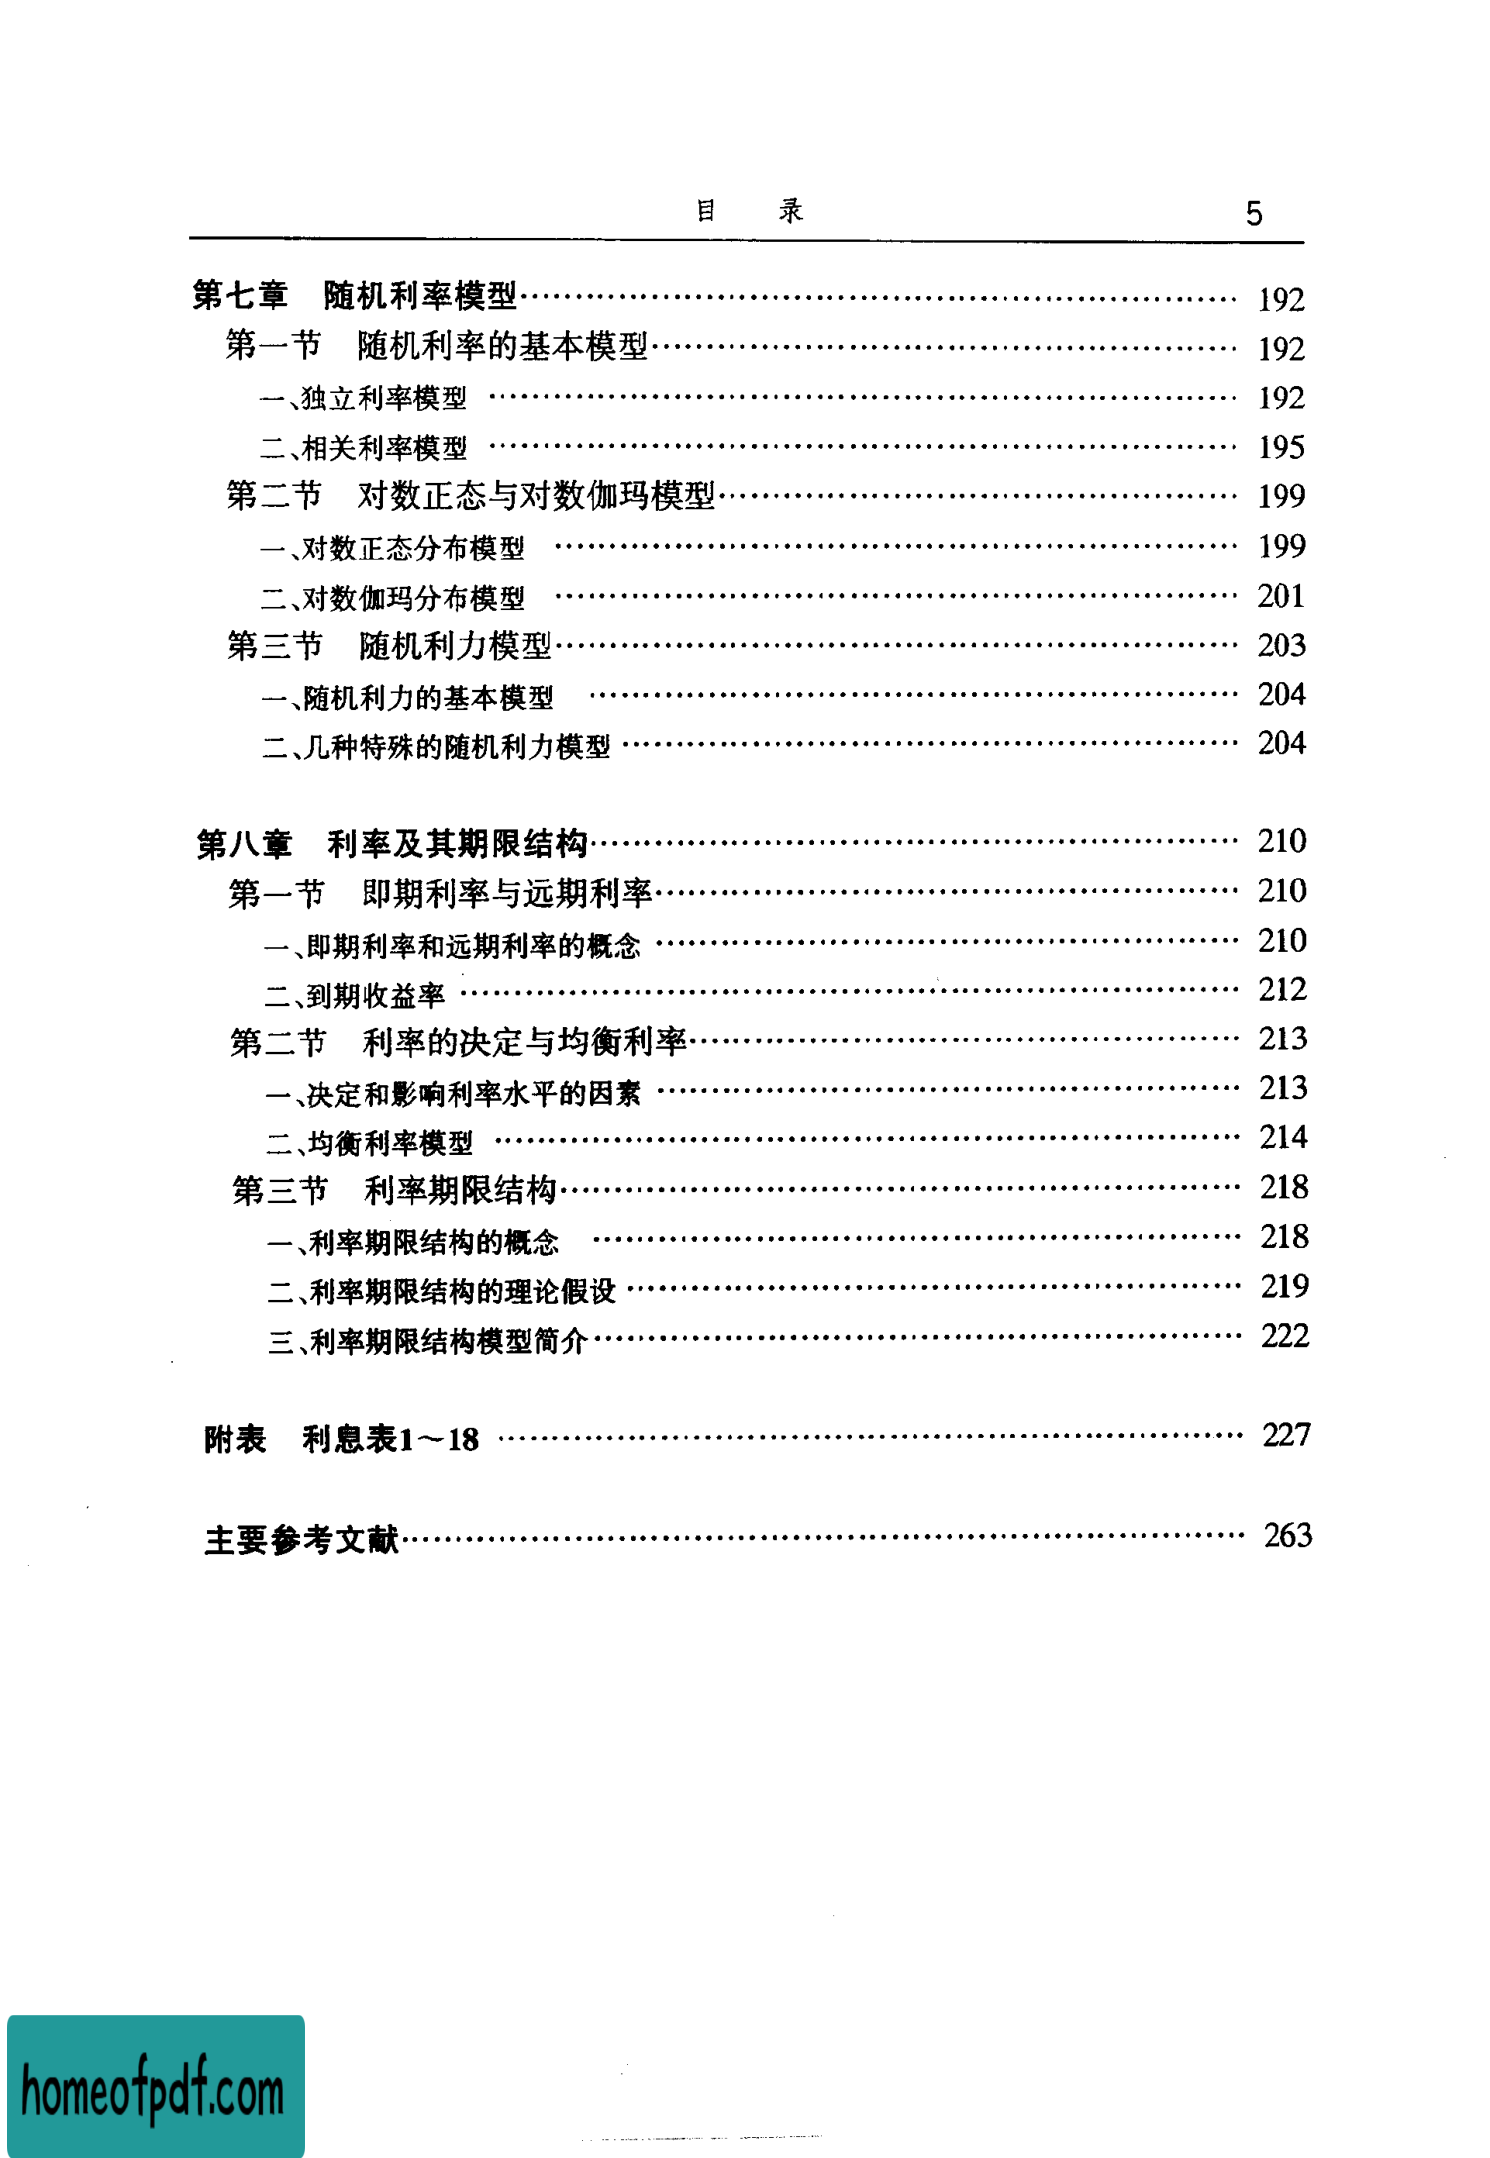 目 录 5
第七章 随机利率模型…………………………………………………… 192
第一节 随机利率的基本模型………………………………………… 192
一、独立利率模型 …………………………………………………… 192
二、相关利率模型 …………………………………………………… 195
第二节 对数正态与对数伽玛模型…………………………………… 199
一、对数正态分布模型 ……………………………………………… 199
二、对数伽玛分布模型 ……………………………………………… 201
第三节 随机利力模型………………………………………………… 203
一、随机利力的基本模型 …………………………………………… 204
二、几种特殊的随机利力模型 ……………………………………… 204
第八章 利率及其期限结构…………………………………………… 210
第一节 即期利率与远期利率………………………………………… 210
一、即期利率和远期利率的概念 …………………………………… 210
二、到期收益率 ……………………………………………………… 212
第二节 利率的决定与均衡利率……………………………………… 213
一、决定和影响利率水平的因素 …………………………………… 213
二、均衡利率模型 …………………………………………………… 214
第三节 利率期限结构………………………………………………… 218
一、利率期限结构的概念 …………………………………………… 218
二、利率期限结构的理论假设 ……………………………………… 219
三、利率期限结构模型简介………………………………………… 222
附表 利息表1～18 …………………………………………………… 227
主要参考文献…………………………………………………………… 263
homeofpdf.com